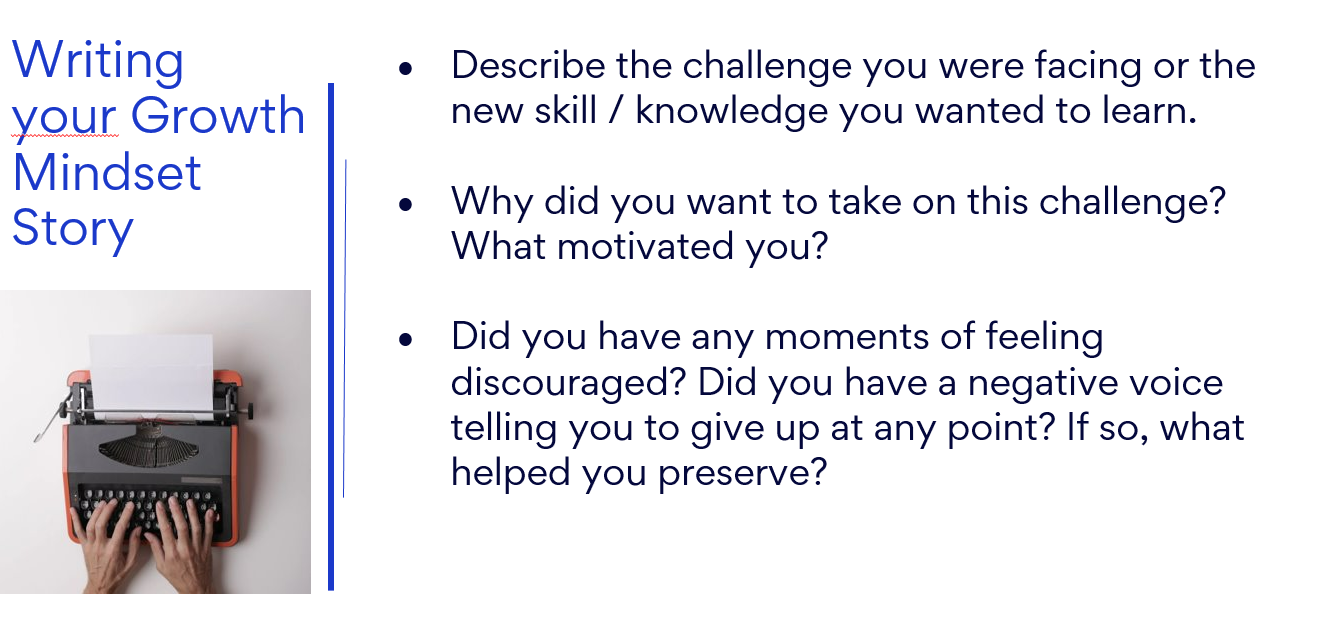 Writing
your Growth
Mindset
Story
• Describe the challenge you were facing or the
new skill / knowledge you wanted to learn.
• Why did you want to take on this challenge?
What motivated you?
• Did you have any moments of feeling
discouraged? Did you have a negative voice
telling you to give up at any point? If so, what
helped you preserve?